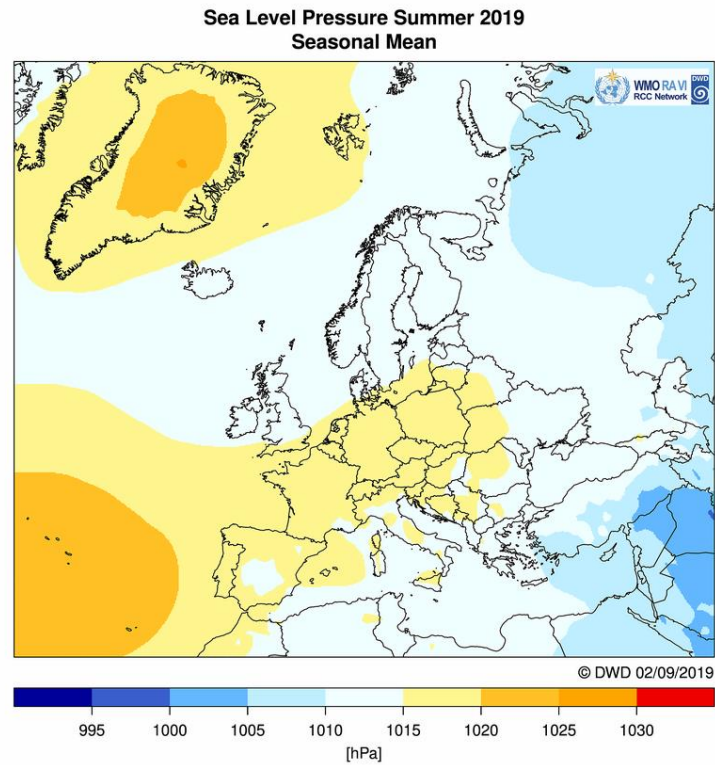 Sea Level Pressure Summer 2019
Seasonal Mean
WMO RA VI
RCC Network
DWD
© DWD 02/09/2019
995 1000 1005 1010 1015 1020 1025 1030
[hPa]